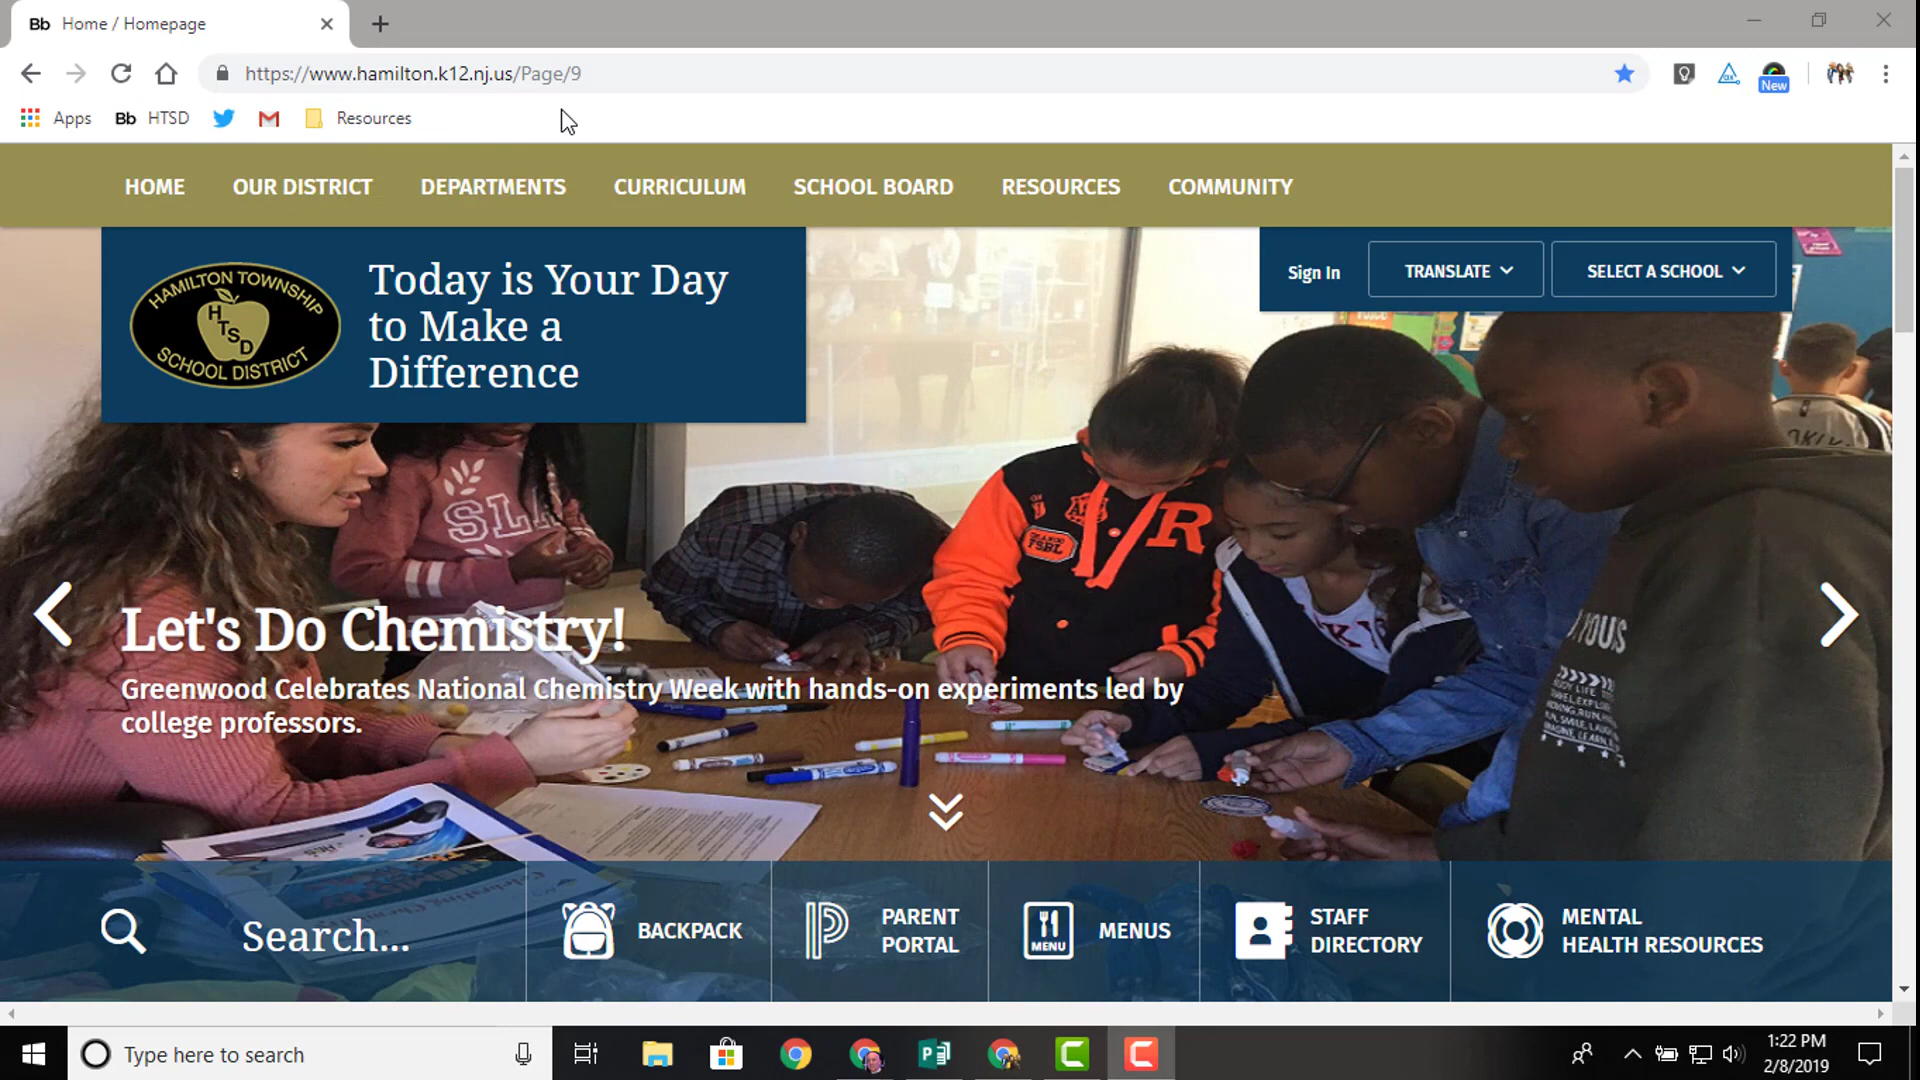 Bb Home / Homepage
https://www.hamilton.k12.nj.us/Page/9
New
Apps Bb HTSD Resources
HOME OUR DISTRICT DEPARTMENTS CURRICULUM SCHOOL BOARD RESOURCES COMMUNITY
HAMILTON TOWNSHIP
HTSD
SCHOOL DISTRICT
Today is Your Day
to Make a
Difference
Sign In TRANSLATE SELECT A SCHOOL
R
Let's Do Chemistry!
Greenwood Celebrates National Chemistry Week with hands-on experiments led by
college professors.
Search...
BACKPACK
PARENT
PORTAL
MENU
MENUS
STAFF
DIRECTORY
MENTAL
HEALTH RESOURCES
Type here to search
1:22 PM
2/8/2019